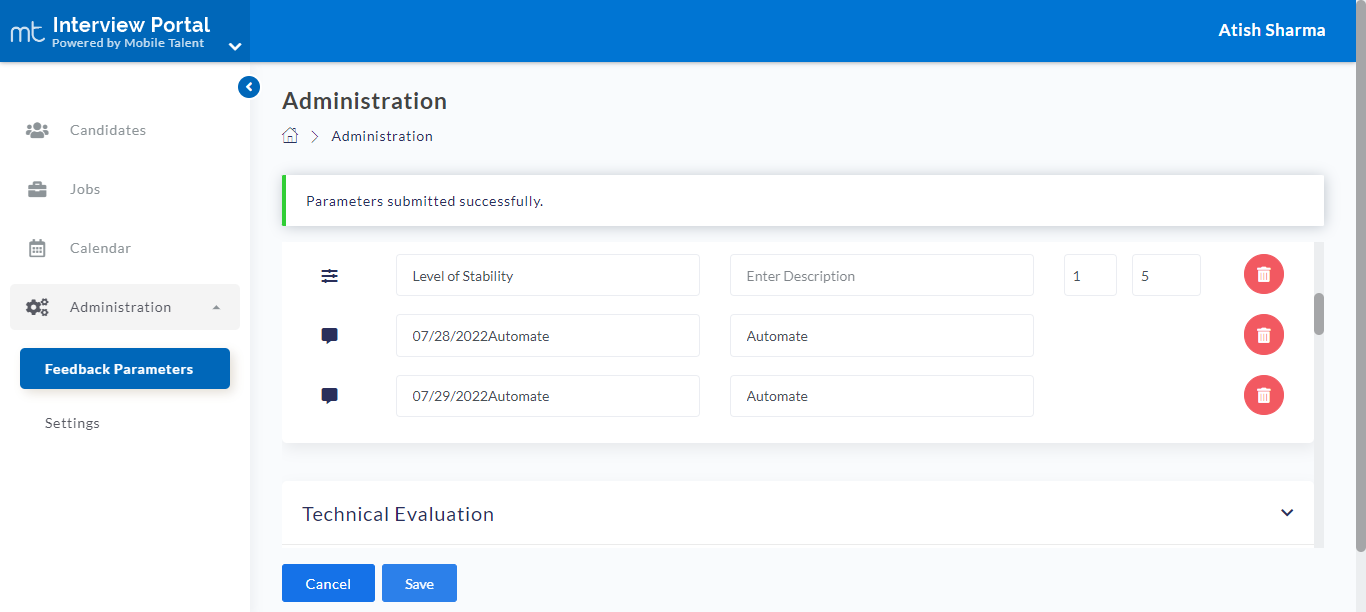 mt Interview Portal
Powered by Mobile Talent
Atish Sharma
Candidates
Jobs
Calendar
Administration
Feedback Parameters
Settings
Administration
Administration
Parameters submitted successfully.
Level of Stability Enter Description 1 5
07/28/2022Automate Automate
07/29/2022Automate Automate
Technical Evaluation
Cancel Save